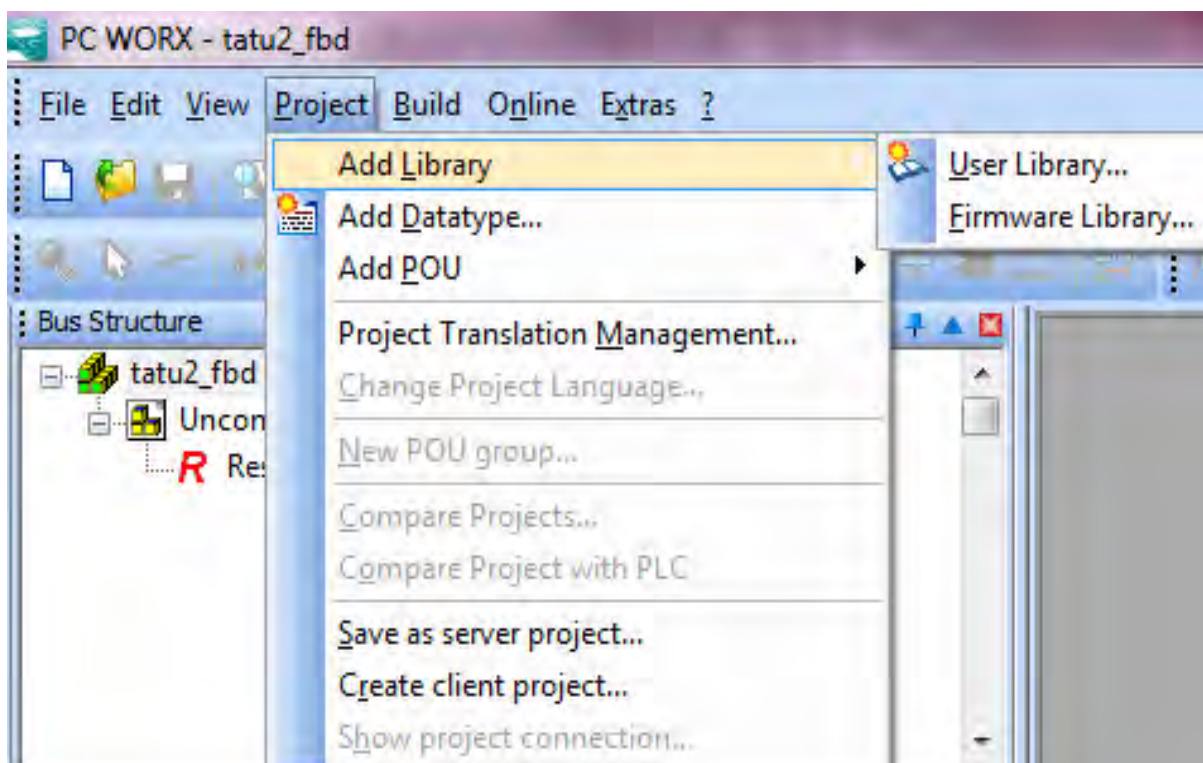 PC WORX - tatu2_fbd
File Edit View Project Build Online Extras ?
Add Library
User Library...
Add Datatype...
Firmware Library...
Add POU
Bus Structure
Project Translation Management...
tatu2_fbd
Change Project Language...
Uncon
New POU group...
R Res
Compare Projects...
Compare Project with PLC
Save as server project...
Create client project...
Show project connection...